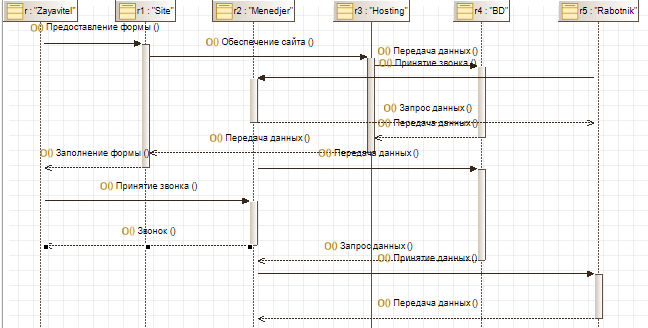 r : "Zayavitel"
r1 : "Site"
r2 : "Menedjer"
r3 : "Hosting"
r4 : "BD"
r5 : "Rabotnik"
O() Предоставление формы ()
O() Обеспечение сайта ()
O() Передача данных ()
O() Принятие звонка ()
O() Запрос данных ()
O() Передача данных ()
O() Передача данных ()
O() Заполнение формы ()
O() Передача данных ()
O() Принятие звонка ()
O() Звонок ()
O() Запрос данных ()
O() Принятие данных ()
O() Передача данных ()